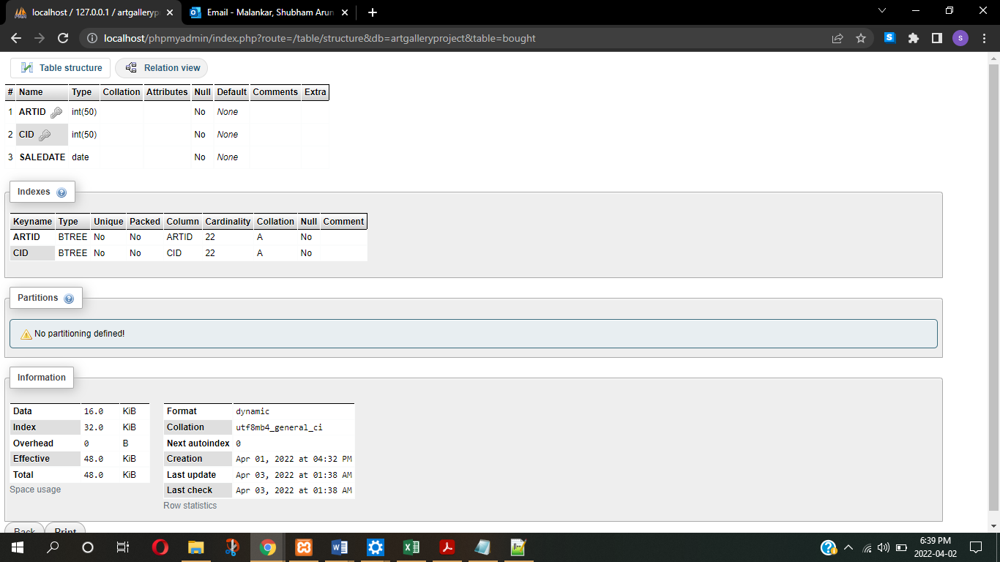 localhost / 127.0.0.1 / artgalleryp
Email - Malankar, Shubham Arun
localhost/phpmyadmin/index.php?route=/table/structure&db=artgalleryproject&table=bought
S
S
Table structure
Relation view
# Name Type Collation Attributes Null Default Comments Extra
1 ARTID int(50) No None
2 CID int(50) No None
3 SALEDATE date No None
Indexes
Keyname Type Unique Packed Column Cardinality Collation Null Comment
ARTID BTREE No No ARTID 22 A No
CID BTREE No No CID 22 A No
Partitions
No partitioning defined!
Information
Data 16.0 KiB
Index 32.0 KiB
Overhead 0 B
Effective 48.0 KiB
Total 48.0 KiB
Space usage
Format dynamic
Collation utf8mb4_general_ci
Next autoindex 0
Creation Apr 01, 2022 at 04:32 PM
Last update Apr 03, 2022 at 01:38 AM
Last check Apr 03, 2022 at 01:38 AM
Row statistics
Back Print
6:39 PM
2022-04-02